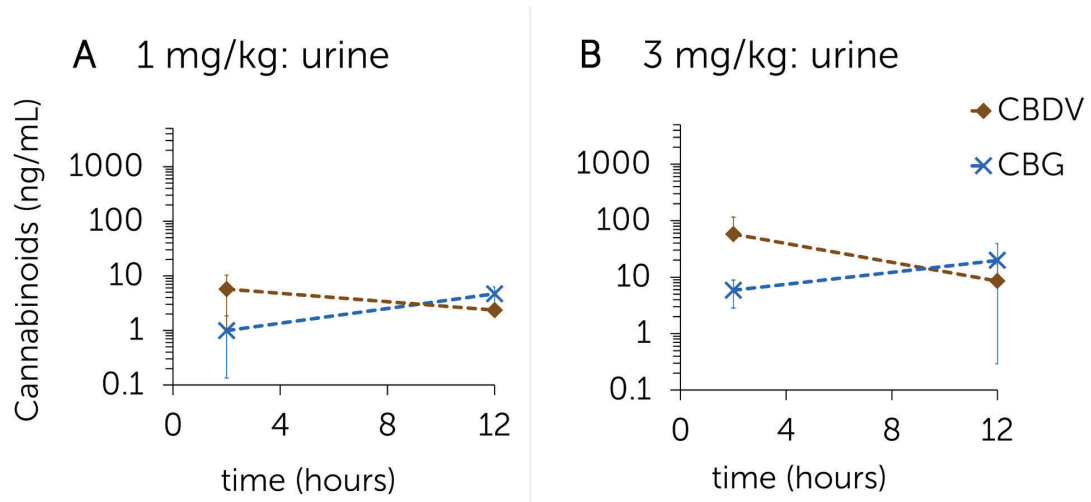 A 1 mg/kg: urine
Cannabinoids (ng/mL)
1000
100
10
1
0.1
0 4 8 12
time (hours)
B 3 mg/kg: urine
CBDV
CBG
1000
100
10
1
0.1
0 4 8 12
time (hours)